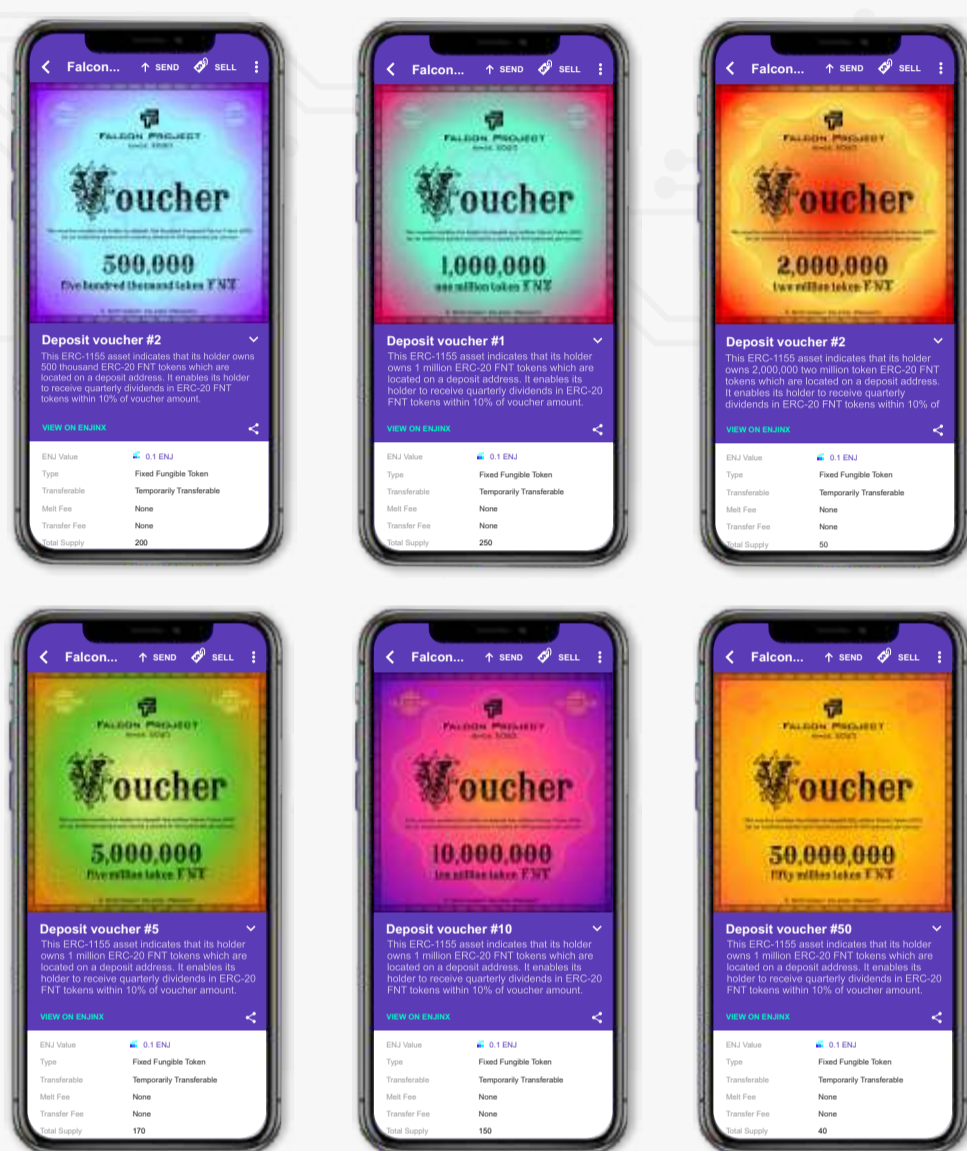 Falcon... SEND SELL
FALCON PROJECT
Voucher
500,000
five hundred thousand token FNT
Deposit voucher #2
This ERC-1155 asset indicates that its holder owns
500 thousand ERC-20 FNT tokens which are
located on a deposit address. It enables its holder
to receive quarterly dividends in ERC-20 FNT
tokens within 10% of voucher amount.
VIEW ON ENJINX
ENJ Value 0.1 ENJ
Type Fixed Fungible Token
Transferable Temporarily Transferable
Melt Fee None
Transfer Fee None
Total Supply 200
Falcon... SEND SELL
FALCON PROJECT
Voucher
1,000,000
one million token FNT
Deposit voucher #1
This ERC-1155 asset indicates that its holder
owns 1 million ERC-20 FNT tokens which are
located on a deposit address. It enables its
holder to receive quarterly dividends in ERC-20
FNT tokens within 10% of voucher amount.
VIEW ON ENJINX
ENJ Value 0.1 ENJ
Type Fixed Fungible Token
Transferable Temporarily Transferable
Melt Fee None
Transfer Fee None
Total Supply 250
Falcon... SEND SELL
FALCON PROJECT
Voucher
2,000,000
two million token FNT
Deposit voucher #2
This ERC-1155 asset indicates that its holder
owns 2,000,000 two million token ERC-20 FNT
tokens which are located on a deposit address.
It enables its holder to receive quarterly
dividends in ERC-20 FNT tokens within 10% of
VIEW ON ENJINX
ENJ Value 0.1 ENJ
Type Fixed Fungible Token
Transferable Temporarily Transferable
Melt Fee None
Transfer Fee None
Total Supply 50
Falcon... SEND SELL
FALCON PROJECT
Voucher
5,000,000
five million token FNT
Deposit voucher #5
This ERC-1155 asset indicates that its holder
owns 1 million ERC-20 FNT tokens which are
located on a deposit address. It enables its
holder to receive quarterly dividends in ERC-20
FNT tokens within 10% of voucher amount.
VIEW ON ENJINX
ENJ Value 0.1 ENJ
Type Fixed Fungible Token
Transferable Temporarily Transferable
Melt Fee None
Transfer Fee None
Total Supply 170
Falcon... SEND SELL
FALCON PROJECT
Voucher
10,000,000
ten million token FNT
Deposit voucher #10
This ERC-1155 asset indicates that its holder
owns 1 million ERC-20 FNT tokens which are
located on a deposit address. It enables its
holder to receive quarterly dividends in ERC-20
FNT tokens within 10% of voucher amount.
VIEW ON ENJINX
ENJ Value 0.1 ENJ
Type Fixed Fungible Token
Transferable Temporarily Transferable
Melt Fee None
Transfer Fee None
Total Supply 150
Falcon... SEND SELL
FALCON PROJECT
Voucher
50,000,000
fifty million token FNT
Deposit voucher #50
This ERC-1155 asset indicates that its holder
owns 1 million ERC-20 FNT tokens which are
located on a deposit address. It enables its
holder to receive quarterly dividends in ERC-20
FNT tokens within 10% of voucher amount.
VIEW ON ENJINX
ENJ Value 0.1 ENJ
Type Fixed Fungible Token
Transferable Temporarily Transferable
Melt Fee None
Transfer Fee None
Total Supply 40